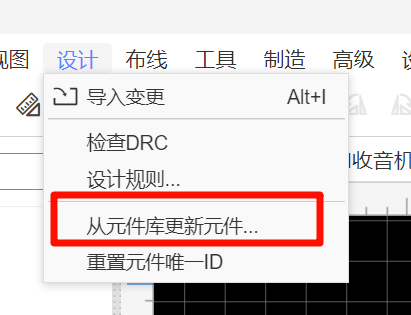 视图 设计 布线 工具 制造 高级
导入变更 Alt+I
收音机
检查DRC
设计规则...
从元件库更新元件...
重置元件唯一ID